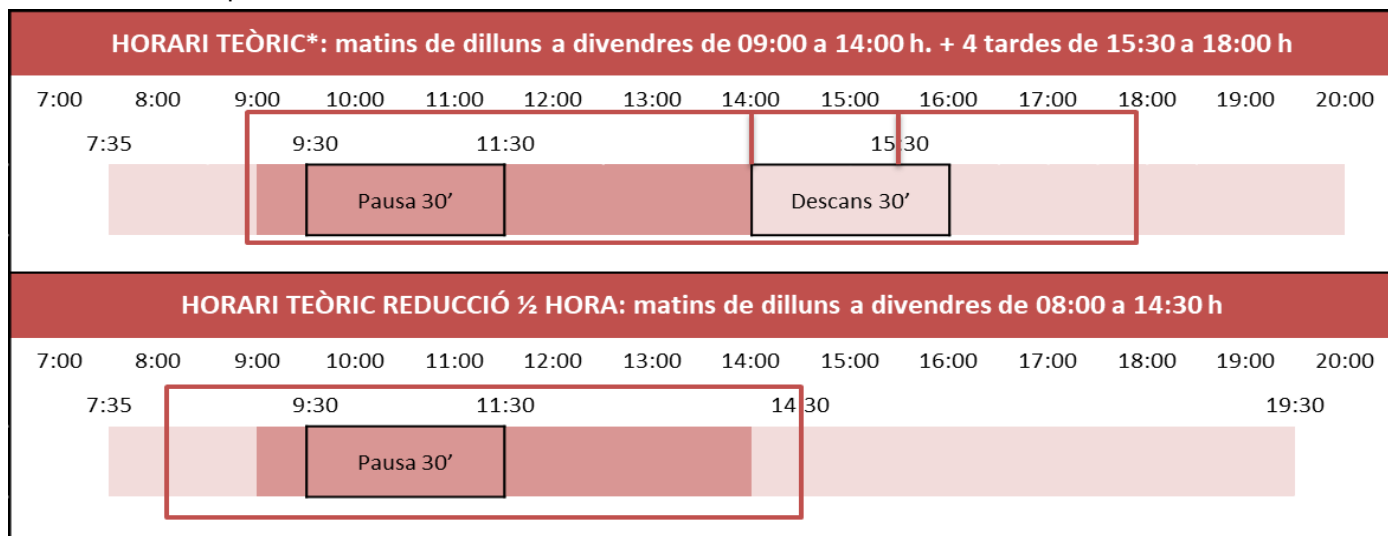 HORARI TEÒRIC*: matins de dilluns a divendres de 09:00 a 14:00 h. + 4 tardes de 15:30 a 18:00 h
7:00 8:00 9:00 10:00 11:00 12:00 13:00 14:00 15:00 16:00 17:00 18:00 19:00 20:00
7:35 9:30 11:30 15:30
Pausa 30’ Descans 30’
HORARI TEÒRIC REDUCCIÓ ½ HORA: matins de dilluns a divendres de 08:00 a 14:30 h
7:00 8:00 9:00 10:00 11:00 12:00 13:00 14:00 15:00 16:00 17:00 18:00 19:00 20:00
7:35 9:30 11:30 14:30 19:30
Pausa 30’